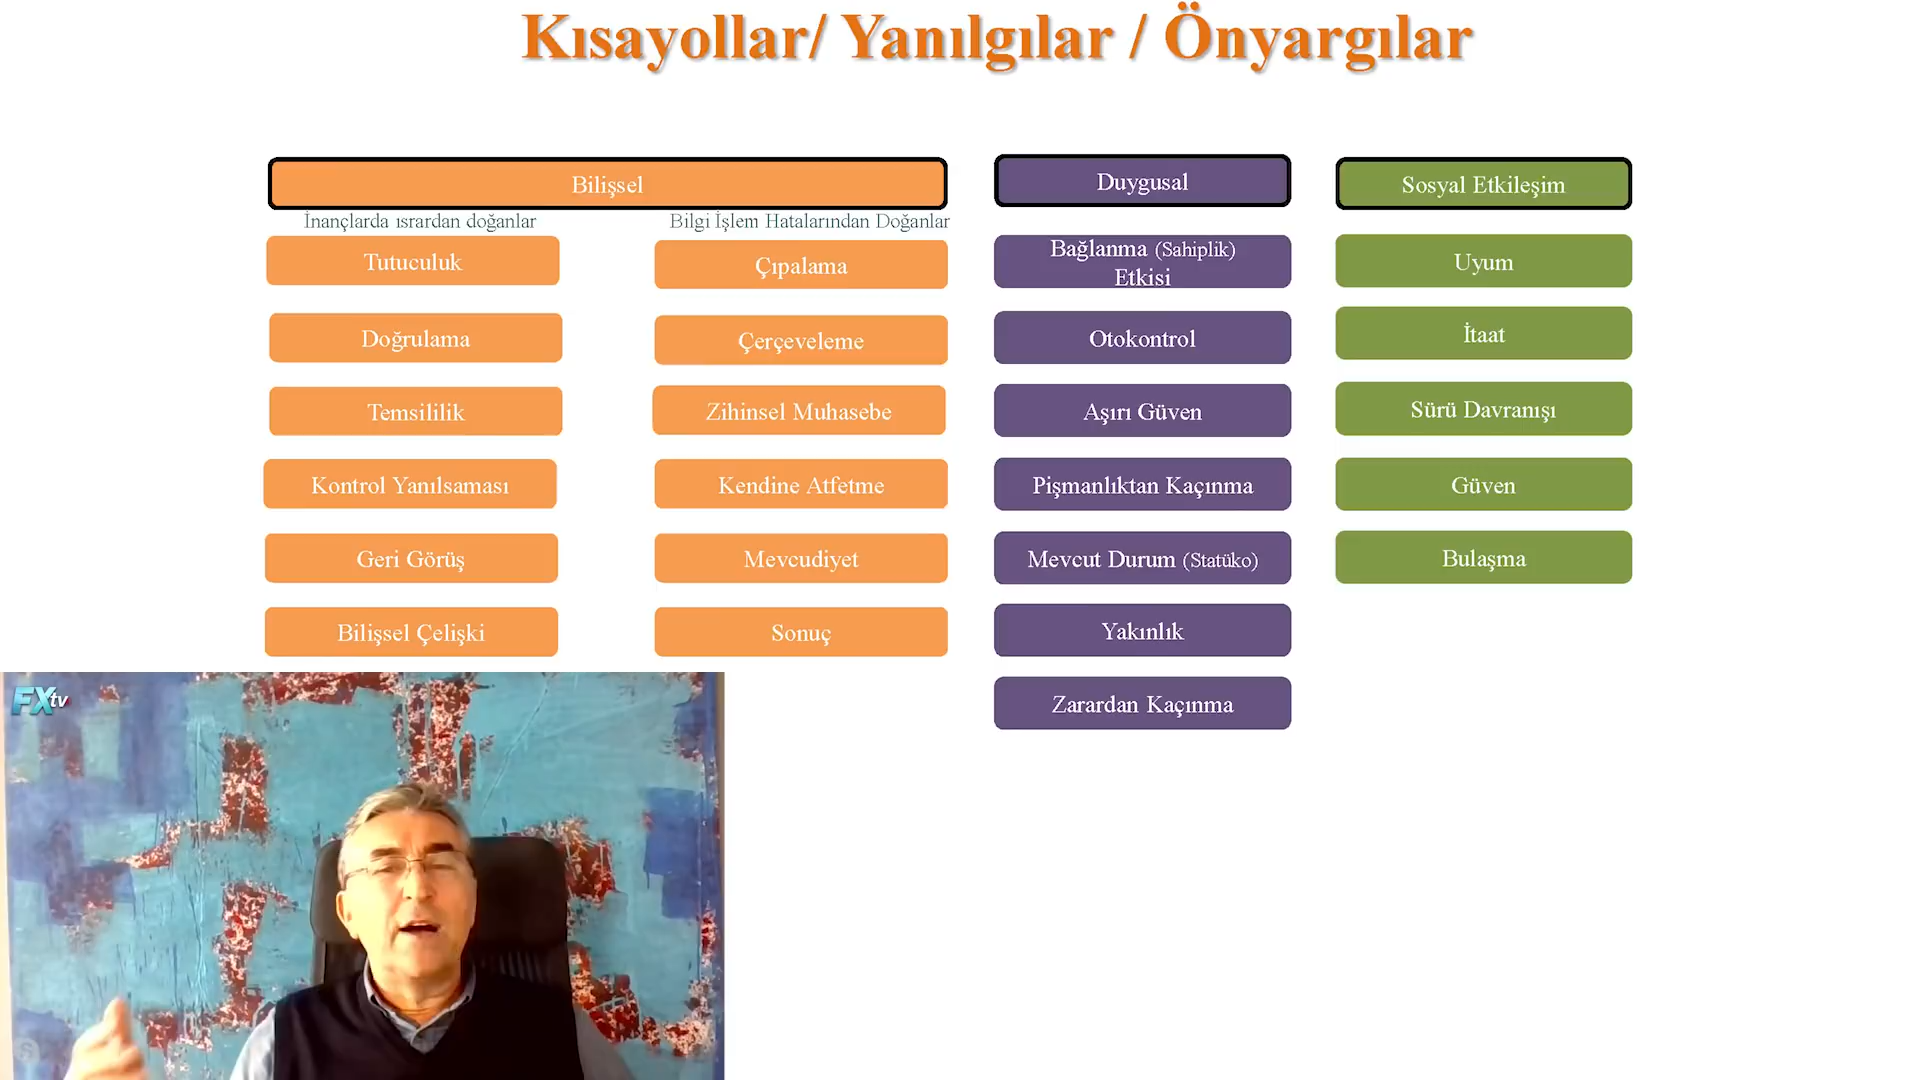 Kısayollar/ Yanılgılar / Önyargılar
Bilişsel
İnançlarda ısrardan doğanlar
Tutuculuk
Doğrulama
Temsililik
Kontrol Yanılsaması
Geri Görüş
Bilişsel Çelişki
Bilgi İşlem Hatalarından Doğanlar
Çıpalama
Çerçeveleme
Zihinsel Muhasebe
Kendine Atfetme
Mevcudiyet
Sonuç
Duygusal
Bağlanma (Sahiplik)
Etkisi
Otokontrol
Aşırı Güven
Pişmanlıktan Kaçınma
Mevcut Durum (Statüko)
Yakınlık
Zarardan Kaçınma
Sosyal Etkileşim
Uyum
İtaat
Sürü Davranışı
Güven
Bulaşma
FXtv